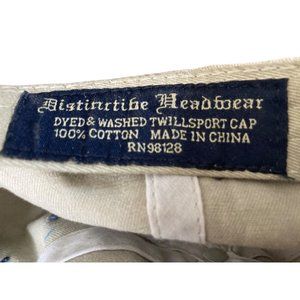 Distinctive Headwear
DYED & WASHED TWILLSPORT CAP
100% COTTON MADE IN CHINA
RN98128